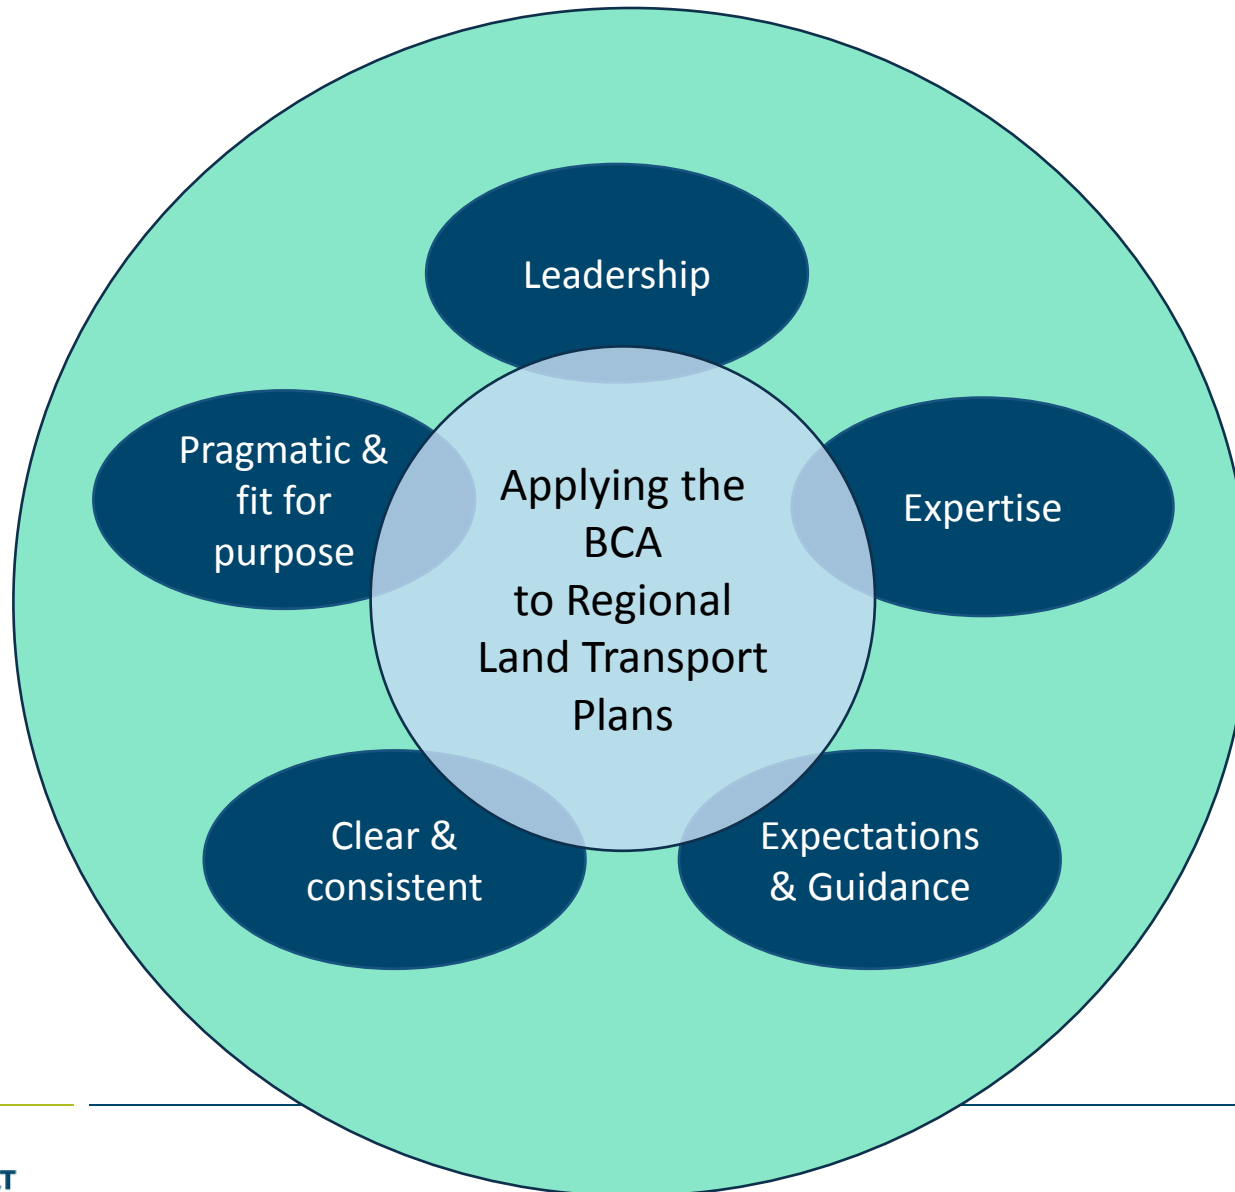 Leadership
Pragmatic &
fit for
purpose
Applying the
BCA
to Regional
Land Transport
Plans
Expertise
Clear &
consistent
Expectations
& Guidance